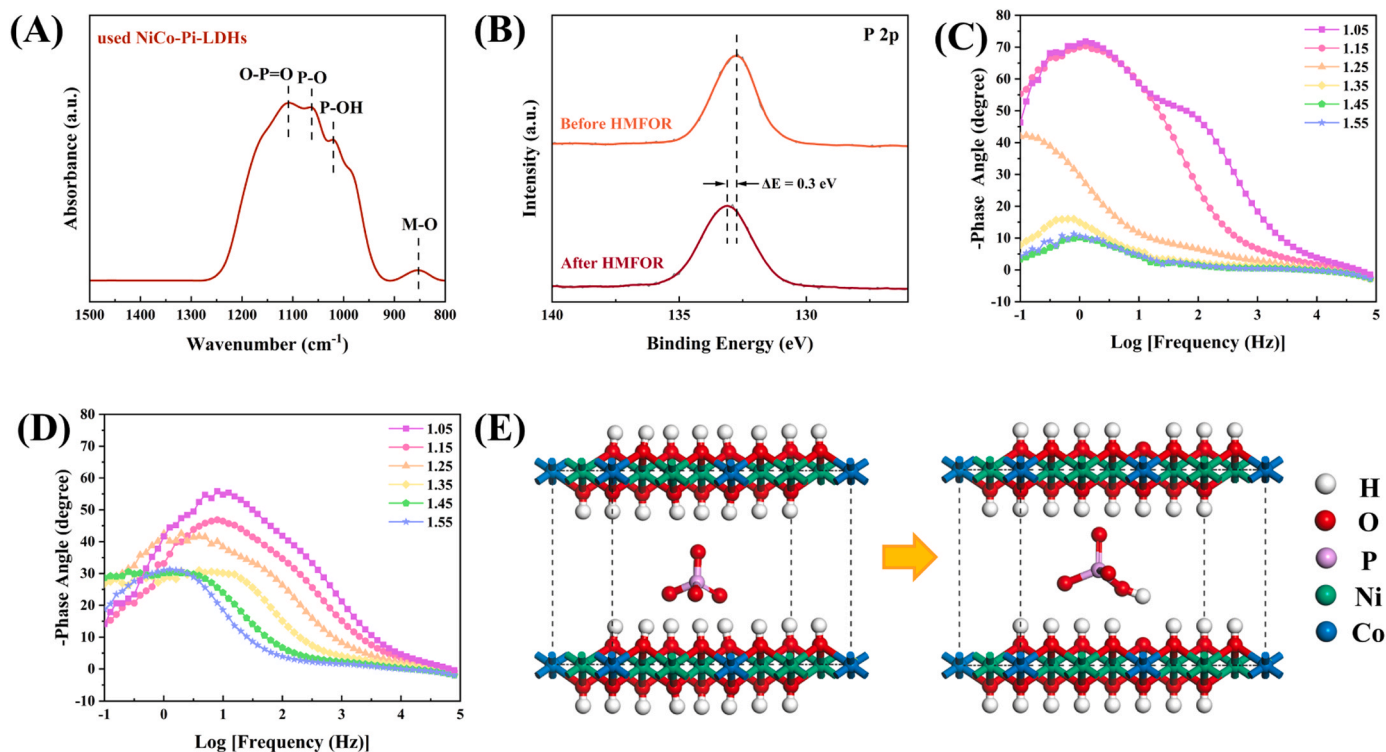 (A)
used NiCo-Pi-LDHs
O-P=O
P-O
P-OH
M-O
Absorbance (a.u.)
1500 1400 1300 1200 1100 1000 900 800
Wavenumber (cm-1)
(B)
P 2p
Before HMFOR
ΔE = 0.3 eV
After HMFOR
Intensity (a.u.)
140 135 130
Binding Energy (eV)
(C)
80
70
60
50
40
30
20
10
0
-10
-Phase Angle (degree)
1.05
1.15
1.25
1.35
1.45
1.55
-1 0 1 2 3 4 5
Log [Frequency (Hz)]
(D)
80
70
60
50
40
30
20
10
0
-10
-Phase Angle (degree)
1.05
1.15
1.25
1.35
1.45
1.55
-1 0 1 2 3 4 5
Log [Frequency (Hz)]
(E)
H
O
P
Ni
Co